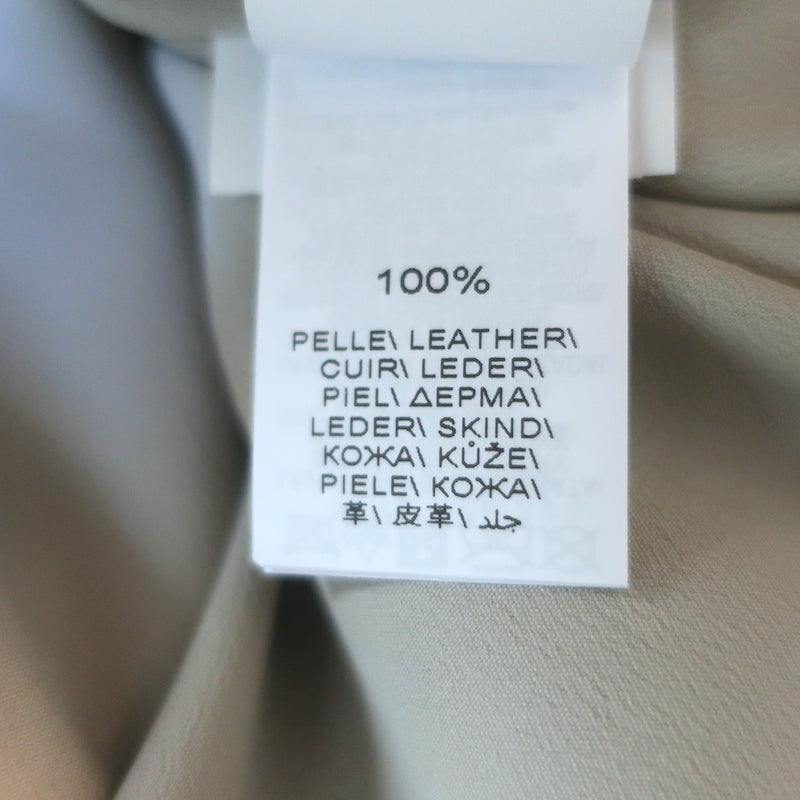 100%
PELLE\ LEATHER\
CUIR\ LEDER\
PIEL\ ΔΕΡΜΑ\
LEDER\ SKIND\
КОЖА\ KŮŽE\
PIELE\ КОЖА\
革\ 皮革\ جلد